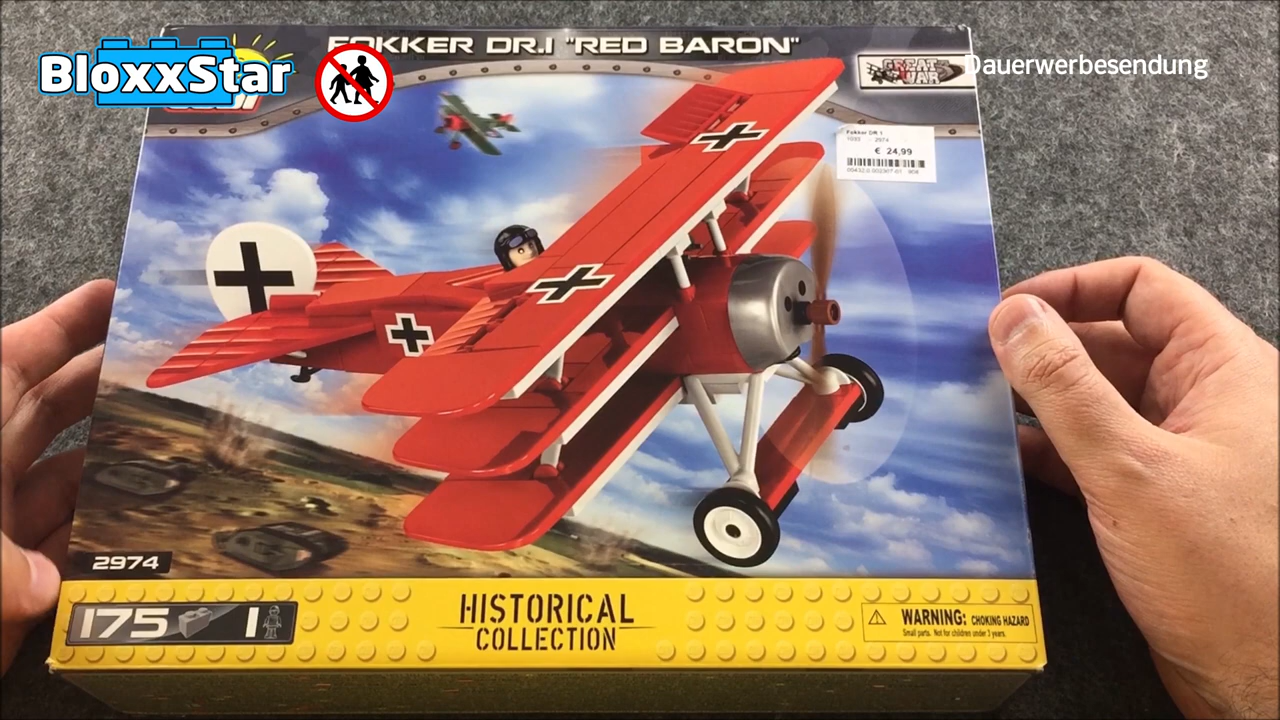 FOKKER DR.I "RED BARON"
BloxxStar
GREAT WAR
Dauerwerbesendung
Fokker DR 1
2974
€ 24,99
2974
175
1
HISTORICAL
COLLECTION
WARNING: CHOKING HAZARD
Small parts. Not for children under 3 years.